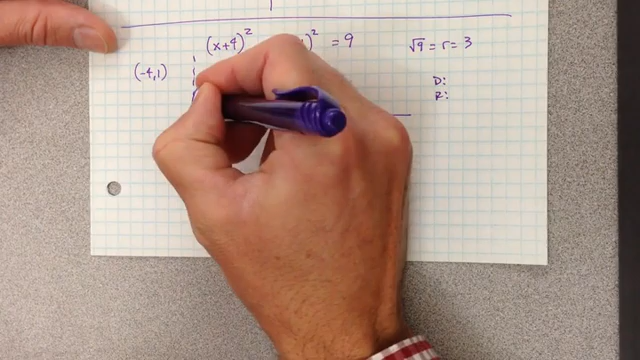 (x+4)² )² = 9 √9 = r = 3
(-4,1)
D:
R: